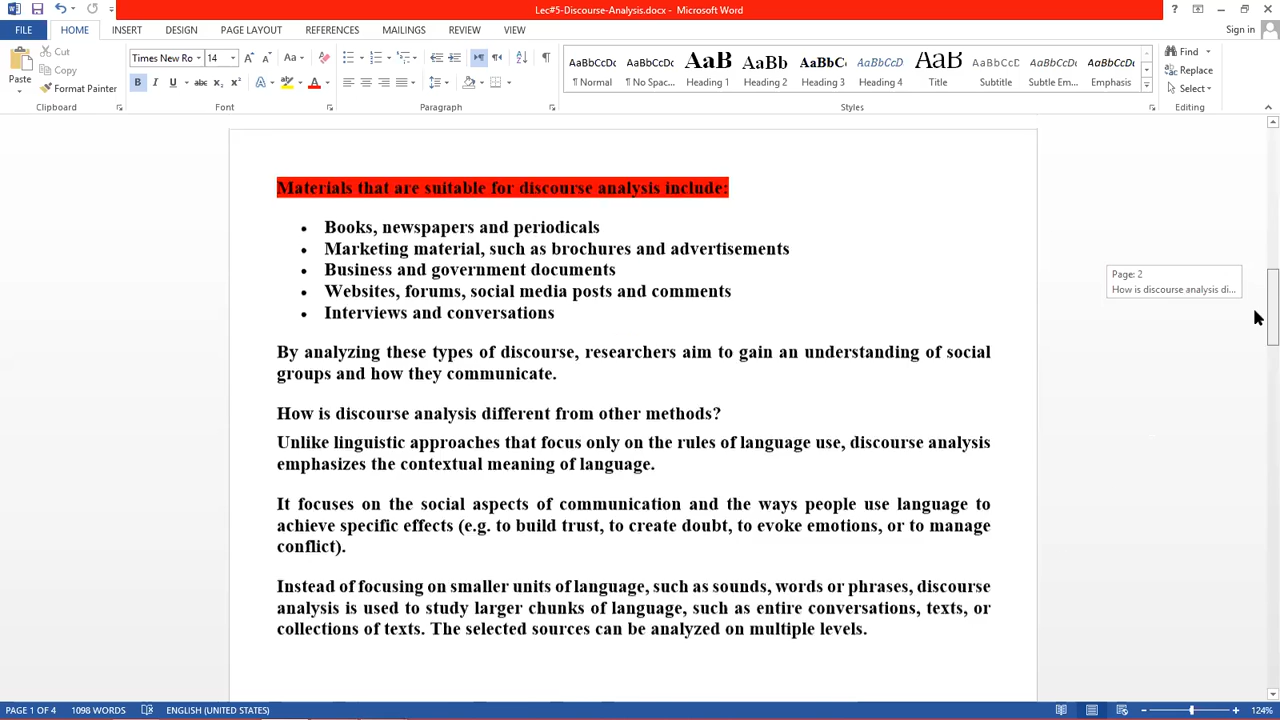 Lec#5-Discourse-Analysis.docx - Microsoft Word
Sign in
FILE HOME INSERT DESIGN PAGE LAYOUT REFERENCES MAILINGS REVIEW VIEW
Paste
Cut
Copy
Format Painter
Clipboard
Times New Ro 14
Font
Paragraph
AaBbCcDc AaBbCcDc AaB AaBb AaBbC AaBbCcD AaB AaBbCcD AaBbCcDc AaBbCcDc
¶ Normal ¶ No Spac... Heading 1 Heading 2 Heading 3 Heading 4 Title Subtitle Subtle Em... Emphasis
Styles
Find
Replace
Select
Editing
Materials that are suitable for discourse analysis include:
• Books, newspapers and periodicals
• Marketing material, such as brochures and advertisements
• Business and government documents
• Websites, forums, social media posts and comments
• Interviews and conversations
By analyzing these types of discourse, researchers aim to gain an understanding of social
groups and how they communicate.
How is discourse analysis different from other methods?
Unlike linguistic approaches that focus only on the rules of language use, discourse analysis
emphasizes the contextual meaning of language.
It focuses on the social aspects of communication and the ways people use language to
achieve specific effects (e.g. to build trust, to create doubt, to evoke emotions, or to manage
conflict).
Instead of focusing on smaller units of language, such as sounds, words or phrases, discourse
analysis is used to study larger chunks of language, such as entire conversations, texts, or
collections of texts. The selected sources can be analyzed on multiple levels.
Page: 2
How is discourse analysis di...
PAGE 1 OF 4 1098 WORDS ENGLISH (UNITED STATES) 124%